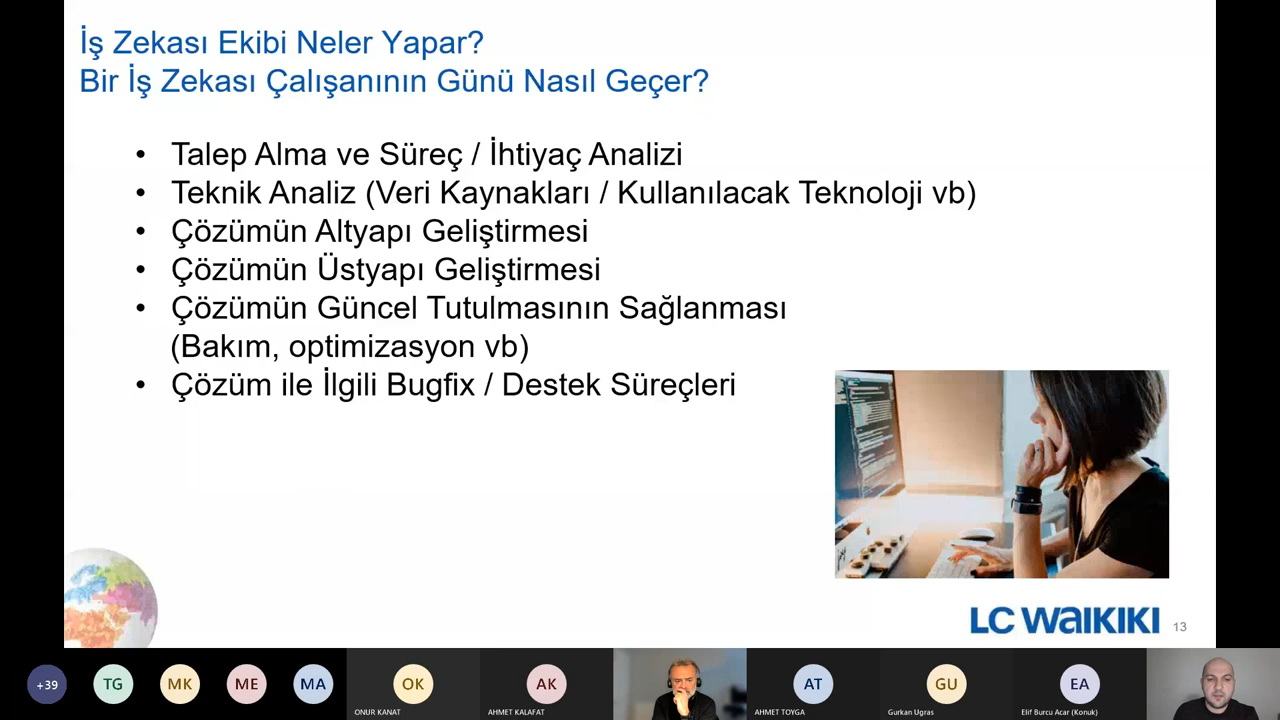 İş Zekası Ekibi Neler Yapar?
Bir İş Zekası Çalışanının Günü Nasıl Geçer?
• Talep Alma ve Süreç / İhtiyaç Analizi
• Teknik Analiz (Veri Kaynakları / Kullanılacak Teknoloji vb)
• Çözümün Altyapı Geliştirmesi
• Çözümün Üstyapı Geliştirmesi
• Çözümün Güncel Tutulmasının Sağlanması
(Bakım, optimizasyon vb)
• Çözüm ile İlgili Bugfix / Destek Süreçleri
LC WAIKIKI
13
+39
TG
MK
ME
MA
OK
ONUR KANAT
AK
AHMET KALAFAT
AT
AHMET TOYGA
GU
Gurkan Ugras
EA
Elif Burcu Acar (Konuk)